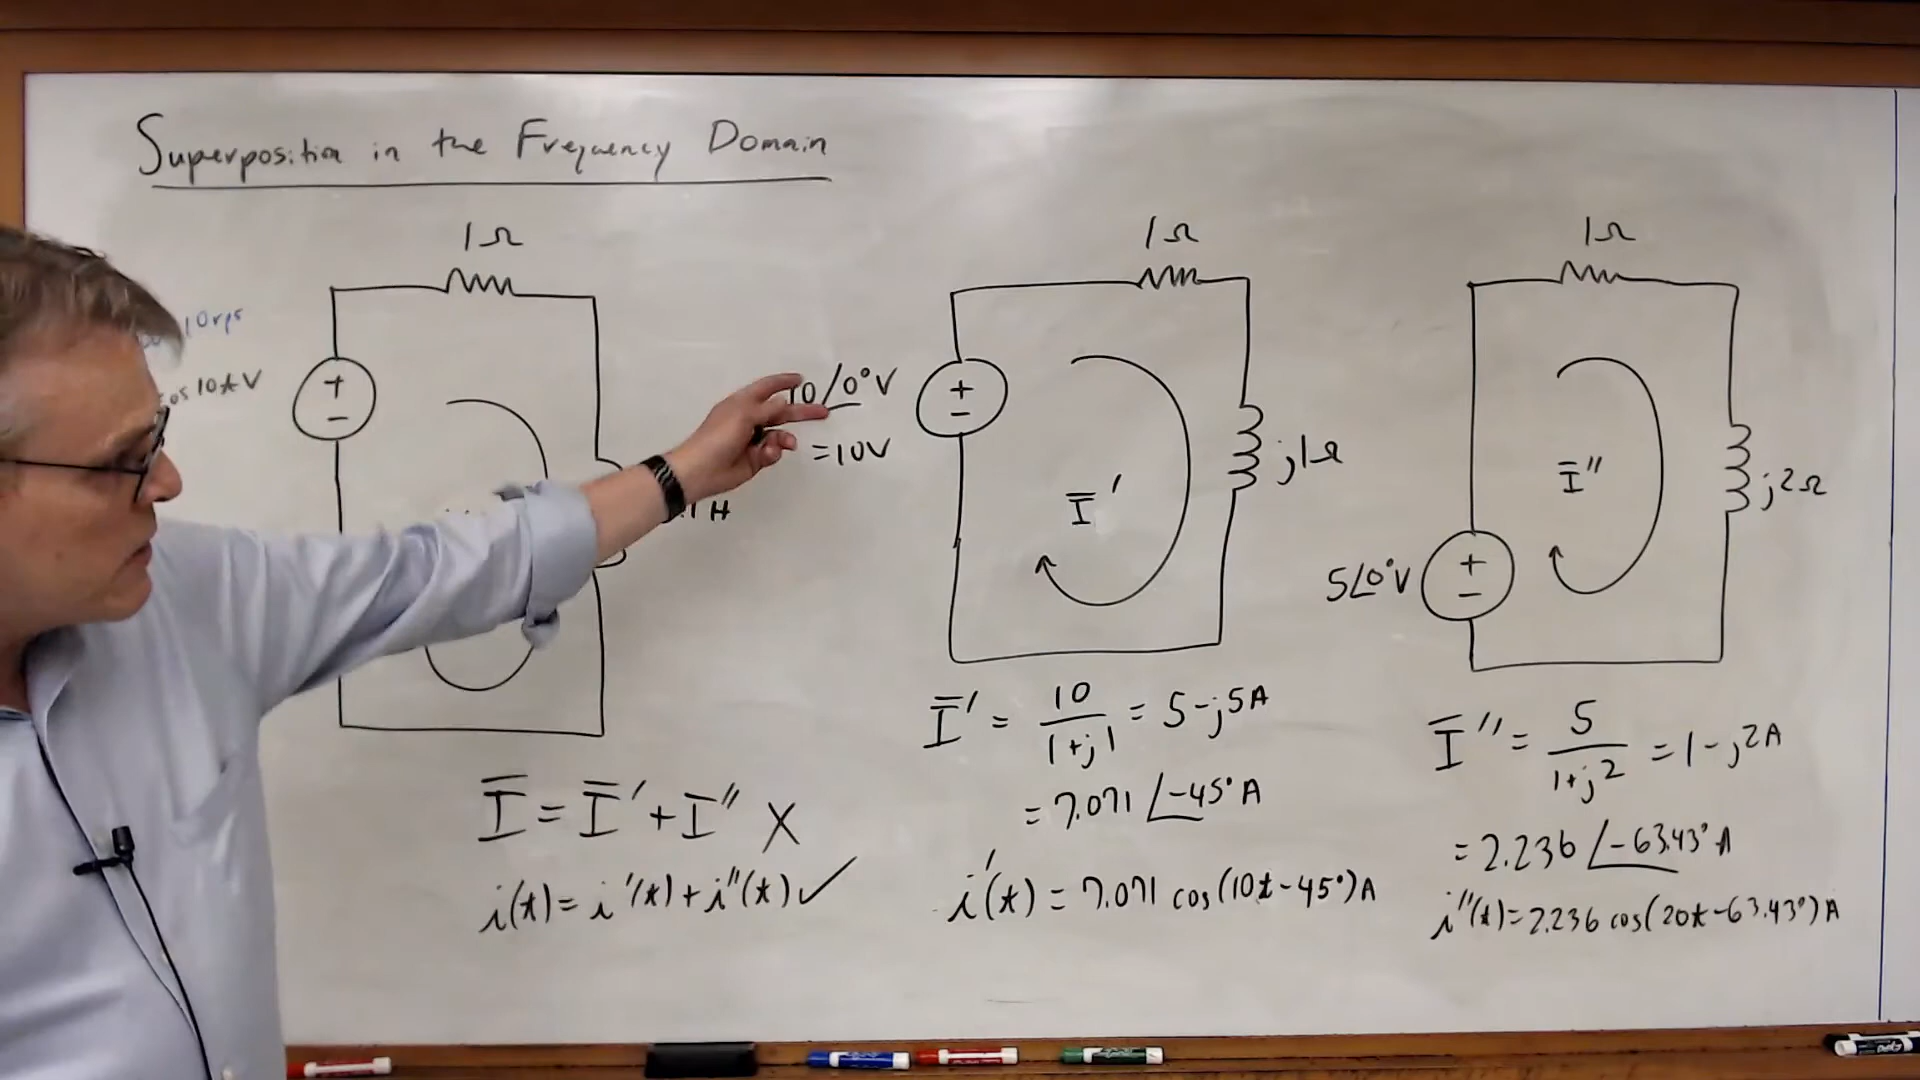 Superposition in the Frequency Domain
1Ω
10rps
cos10tV
+
-
H
I̅ = I̅' + I̅'' X
i(t) = i'(t) + i''(t) ✓
1Ω
10∠0°V
= 10V
+
-
I̅'
j1Ω
I̅' = 10/(1+j1) = 5-j5A
= 7.071 ∠-45° A
i'(t) = 7.071 cos(10t-45°)A
1Ω
5∠0°V
+
-
I̅''
j2Ω
I̅'' = 5/(1+j2) = 1-j2A
= 2.236 ∠-63.43° A
i''(t) = 2.236 cos(20t-63.43°) A